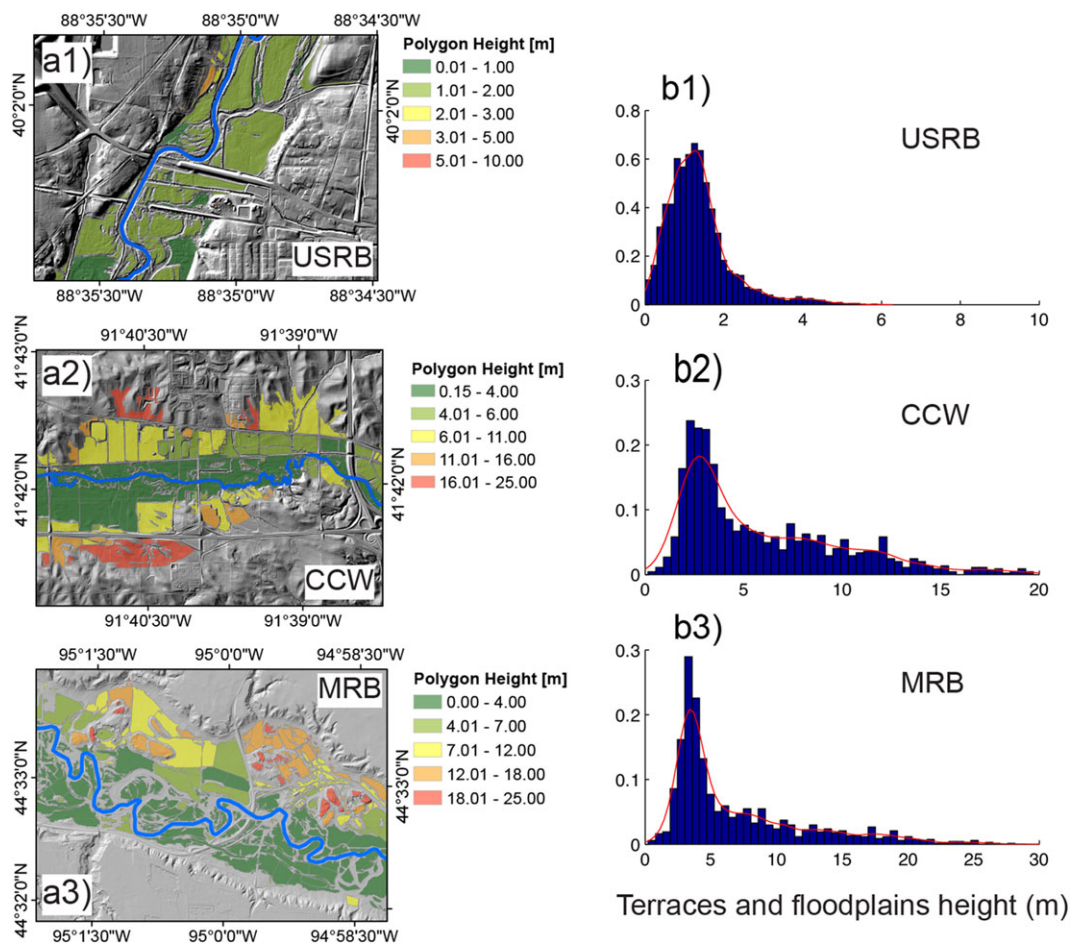 88°35'30"W 88°35'0"W 88°34'30"W
a1)
40°2'0"N
40°2'0"N
USRB
88°35'30"W 88°35'0"W 88°34'30"W
Polygon Height [m]
0.01 - 1.00
1.01 - 2.00
2.01 - 3.00
3.01 - 5.00
5.01 - 10.00
b1)
USRB
0.8
0.6
0.4
0.2
0
0 2 4 6 8 10
91°40'30"W 91°39'0"W
41°43'0"N
a2)
41°42'0"N
41°42'0"N
CCW
91°40'30"W 91°39'0"W
Polygon Height [m]
0.15 - 4.00
4.01 - 6.00
6.01 - 11.00
11.01 - 16.00
16.01 - 25.00
b2)
CCW
0.3
0.2
0.1
0
0 5 10 15 20
95°1'30"W 95°0'0"W 94°58'30"W
MRB
44°33'0"N
44°33'0"N
44°32'0"N
a3)
95°1'30"W 95°0'0"W 94°58'30"W
Polygon Height [m]
0.00 - 4.00
4.01 - 7.00
7.01 - 12.00
12.01 - 18.00
18.01 - 25.00
b3)
MRB
0.3
0.2
0.1
0
0 5 10 15 20 25 30
Terraces and floodplains height (m)